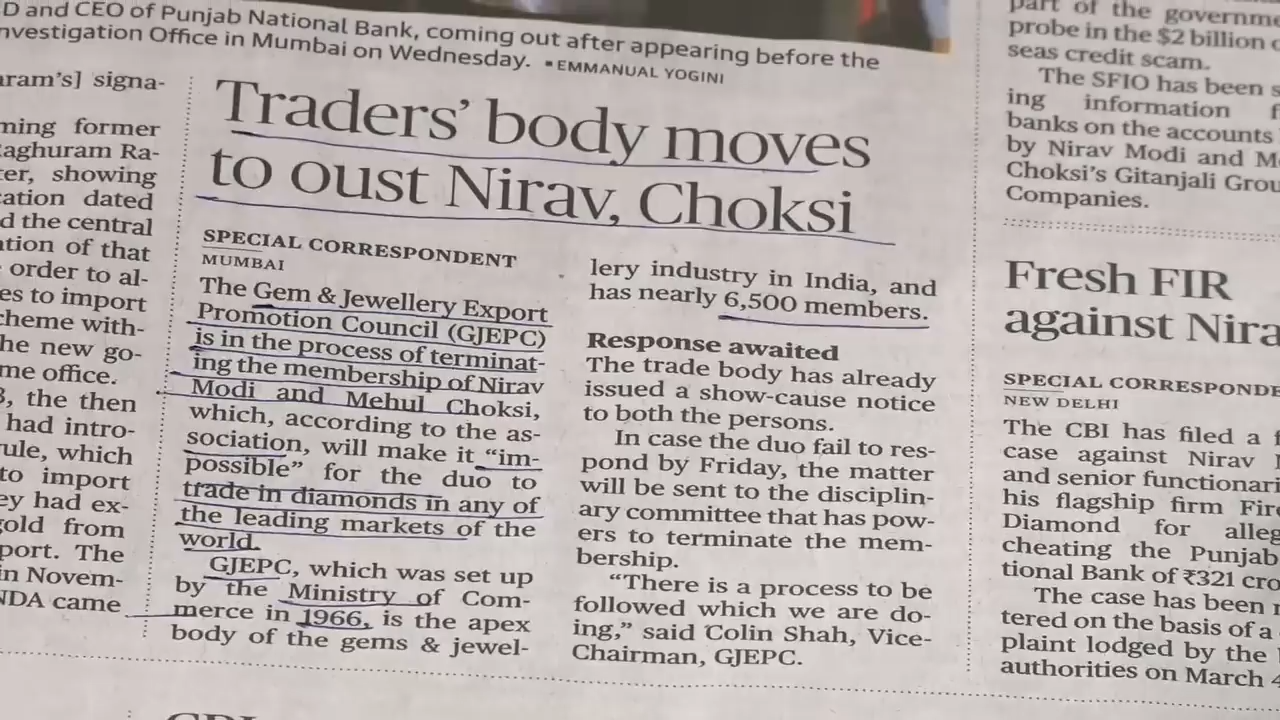 D and CEO of Punjab National Bank, coming out after appearing before the
nvestigation Office in Mumbai on Wednesday. ▪EMMANUAL YOGINI
aram's] signa-
ming former
aghuram Ra-
ter, showing
cation dated
d the central
ation of that
order to al-
es to import
cheme with-
he new go-
me office.
3, the then
had intro-
rule, which
to import
ey had ex-
gold from
port. The
in Novem-
NDA came
Traders' body moves
to oust Nirav, Choksi
SPECIAL CORRESPONDENT
MUMBAI
The Gem & Jewellery Export
Promotion Council (GJEPC)
is in the process of terminat-
ing the membership of Nirav
Modi and Mehul Choksi,
which, according to the as-
sociation, will make it “im-
possible” for the duo to
trade in diamonds in any of
the leading markets of the
world.
GJEPC, which was set up
by the Ministry of Com-
merce in 1966, is the apex
body of the gems & jewel-
lery industry in India, and
has nearly 6,500 members.
Response awaited
The trade body has already
issued a show-cause notice
to both the persons.
In case the duo fail to res-
pond by Friday, the matter
will be sent to the disciplin-
ary committee that has pow-
ers to terminate the mem-
bership.
“There is a process to be
followed which we are do-
ing,” said Colin Shah, Vice-
Chairman, GJEPC.
part of the governme
probe in the $2 billion
seas credit scam.
The SFIO has been s
ing information f
banks on the accounts
by Nirav Modi and M
Choksi's Gitanjali Grou
Companies.
Fresh FIR
against Nira
SPECIAL CORRESPONDE
NEW DELHI
The CBI has filed a f
case against Nirav
and senior functionari
his flagship firm Fire
Diamond for alleg
cheating the Punjab
tional Bank of ₹321 cro
The case has been r
tered on the basis of a
plaint lodged by the
authorities on March 4